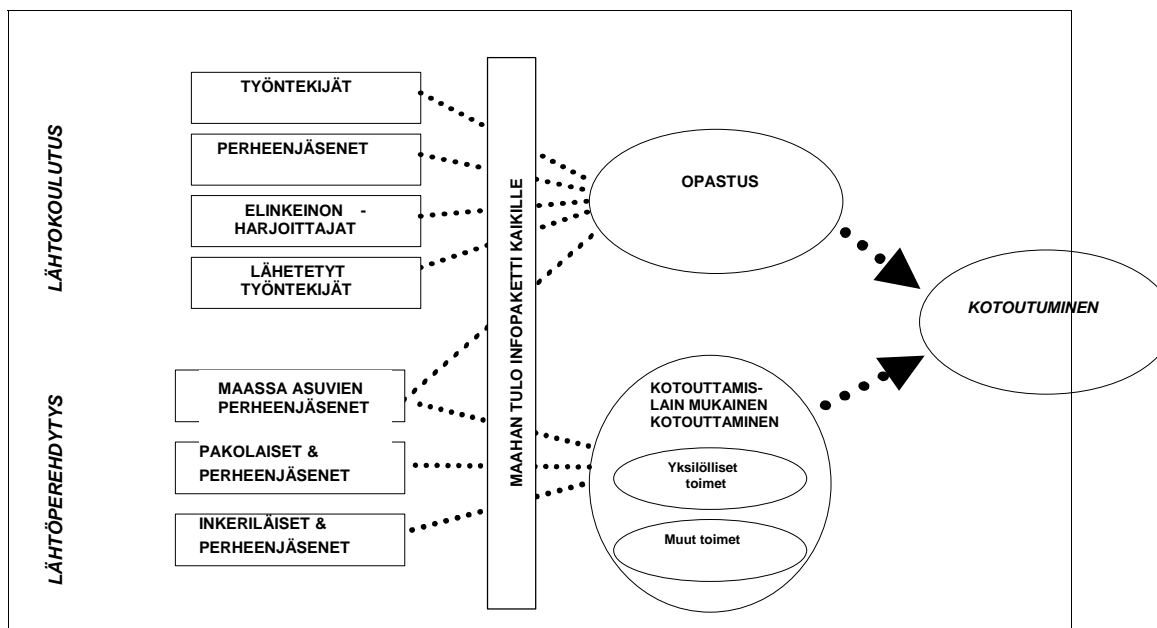 LÄHTOKOULUTUS
TYÖNTEKIJÄT
PERHEENJÄSENET
ELINKEINON -
HARJOITTAJAT
LÄHETETYT
TYÖNTEKIJÄT
LÄHTÖPEREHDYTYS
MAASSA ASUVIEN
PERHEENJÄSENET
PAKOLAISET &
PERHEENJÄSENET
INKERILÄISET &
PERHEENJÄSENET
MAAHAN TULO INFOPAKETTI KAIKILLE
OPASTUS
KOTOUTTAMIS-
LAIN MUKAINEN
KOTOUTTAMINEN
Yksilölliset
toimet
Muut toimet
KOTOUTUMINEN